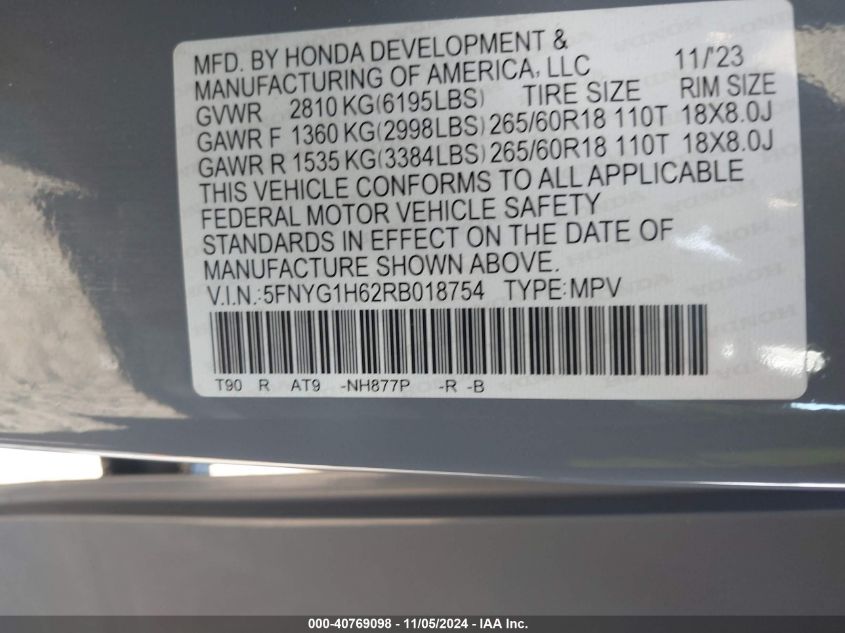 MFD. BY HONDA DEVELOPMENT &
MANUFACTURING OF AMERICA, LLC 11/'23
GVWR 2810 KG(6195LBS) TIRE SIZE RIM SIZE
GAWR F 1360 KG(2998LBS) 265/60R18 110T 18X8.0J
GAWR R 1535 KG(3384LBS) 265/60R18 110T 18X8.0J
THIS VEHICLE CONFORMS TO ALL APPLICABLE
FEDERAL MOTOR VEHICLE SAFETY
STANDARDS IN EFFECT ON THE DATE OF
MANUFACTURE SHOWN ABOVE.
V.I.N.:5FNYG1H62RB018754 TYPE:MPV
T90 R AT9 -NH877P -R -B
000-40769098 - 11/05/2024 - IAA Inc.